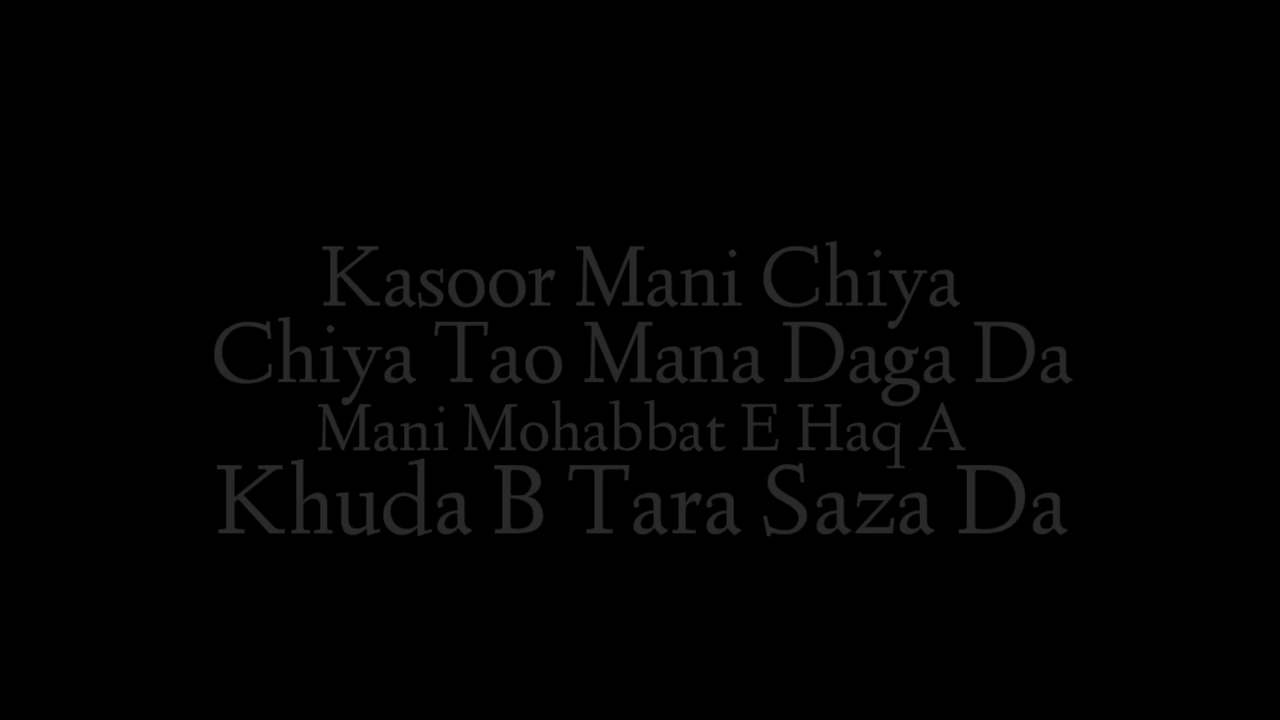 Kasoor Mani Chiya
Chiya Tao Mana Daga Da
Mani Mohabbat E Haq A
Khuda B Tara Saza Da